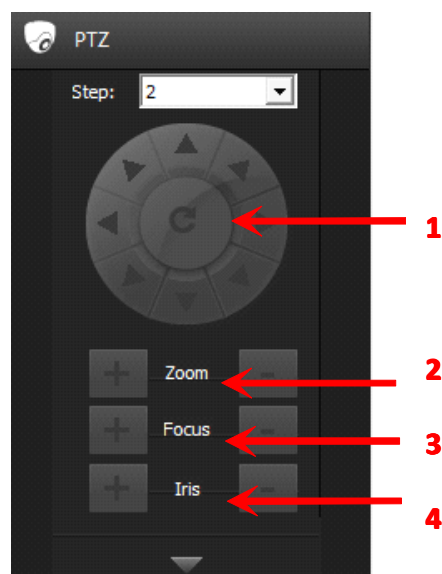 PTZ
Step: 2
1
+ Zoom -
2
+ Focus -
3
+ Iris -
4